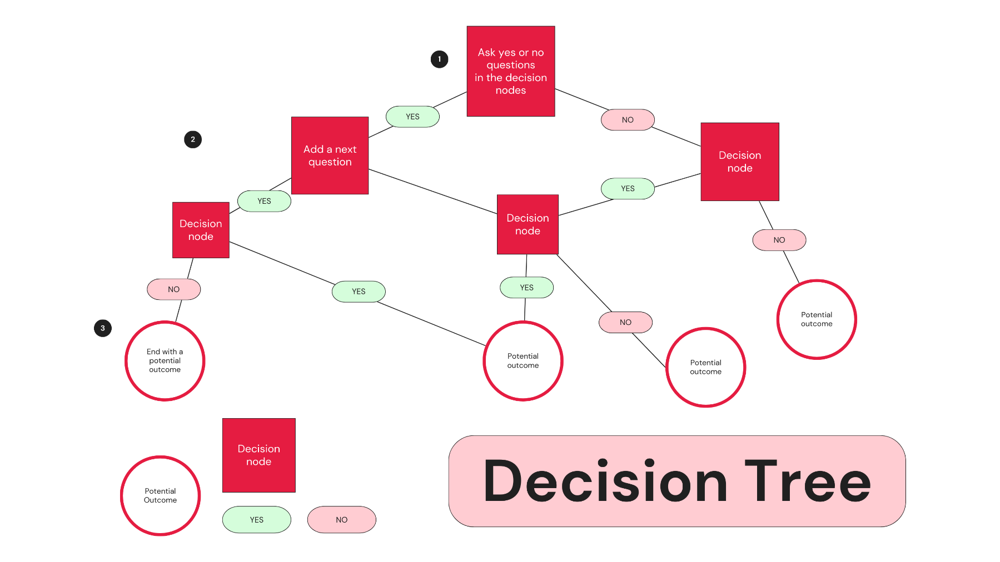 1
Ask yes or no
questions
in the decision
nodes
YES
NO
2
Add a next
question
Decision
node
YES
YES
Decision
node
Decision
node
NO
NO
YES
YES
NO
3
End with a
potential
outcome
Potential
outcome
Potential
outcome
Potential
outcome
Decision
node
Potential
Outcome
YES
NO
Decision Tree